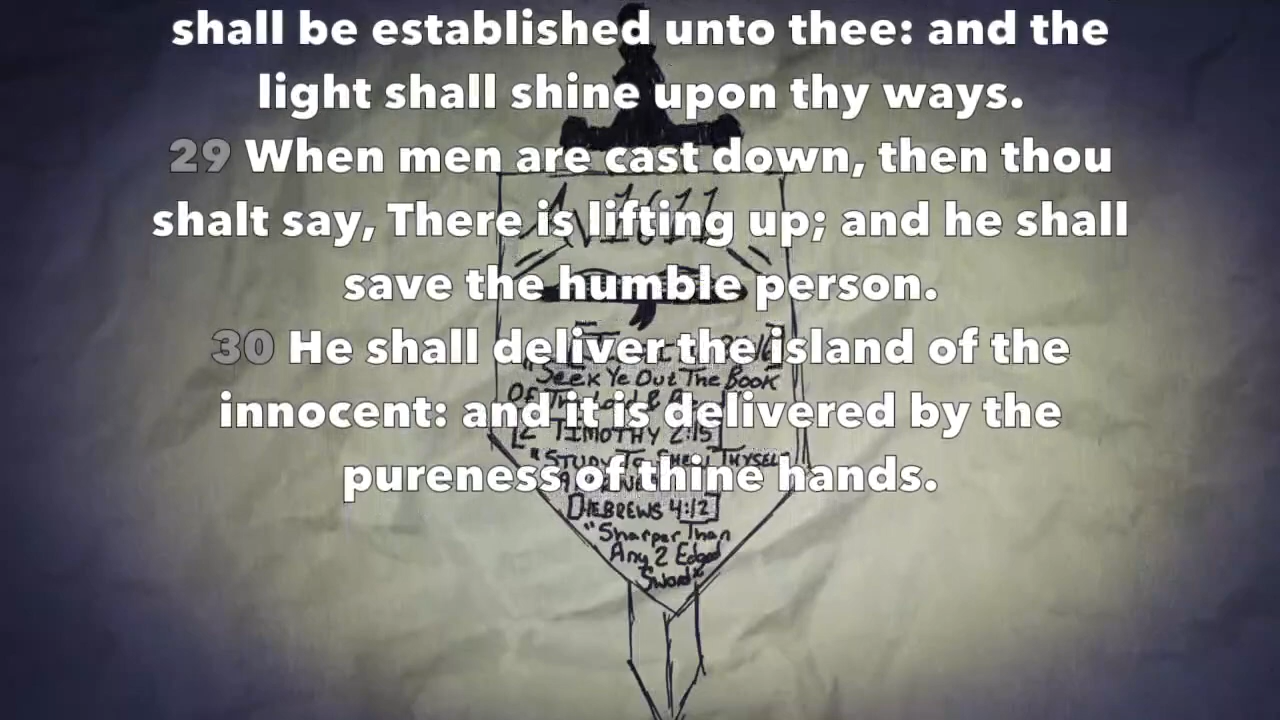 shall be established unto thee: and the
light shall shine upon thy ways.
29 When men are cast down, then thou
shalt say, There is lifting up; and he shall
save the humble person.
30 He shall deliver the island of the
innocent: and it is delivered by the
pureness of thine hands.
1611
"Seek Ye Out The Book
Of The Lord &
[2 TIMOTHY 2:15]
"STUDY To SHEW THYSELF
[HEBREWS 4:12]
"Sharper Than
Any 2 Edged
Sword"